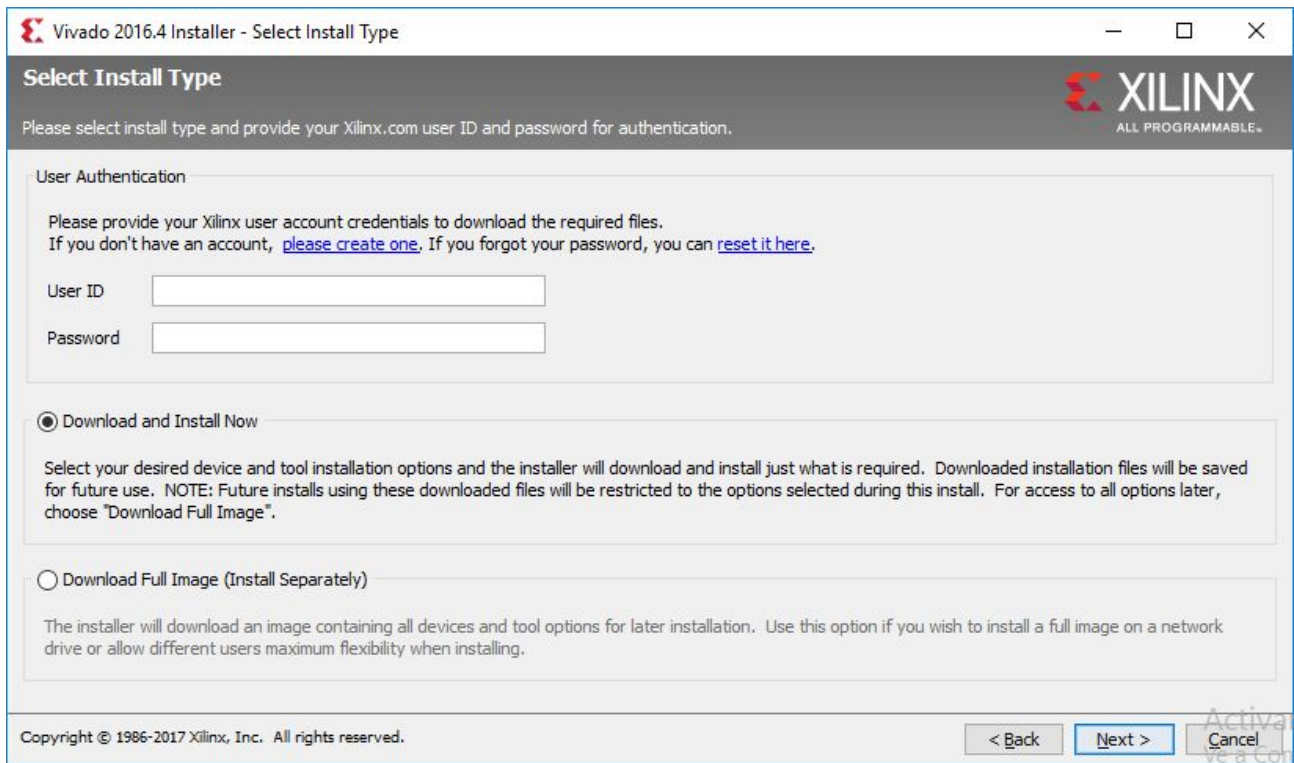 Vivado 2016.4 Installer - Select Install Type
Select Install Type
XILINX
ALL PROGRAMMABLE™
Please select install type and provide your Xilinx.com user ID and password for authentication.
User Authentication
Please provide your Xilinx user account credentials to download the required files.
If you don't have an account, please create one. If you forgot your password, you can reset it here.
User ID
Password
Download and Install Now
Select your desired device and tool installation options and the installer will download and install just what is required. Downloaded installation files will be saved
for future use. NOTE: Future installs using these downloaded files will be restricted to the options selected during this install. For access to all options later,
choose "Download Full Image".
Download Full Image (Install Separately)
The installer will download an image containing all devices and tool options for later installation. Use this option if you wish to install a full image on a network
drive or allow different users maximum flexibility when installing.
Copyright © 1986-2017 Xilinx, Inc. All rights reserved.
< Back
Next >
Cancel